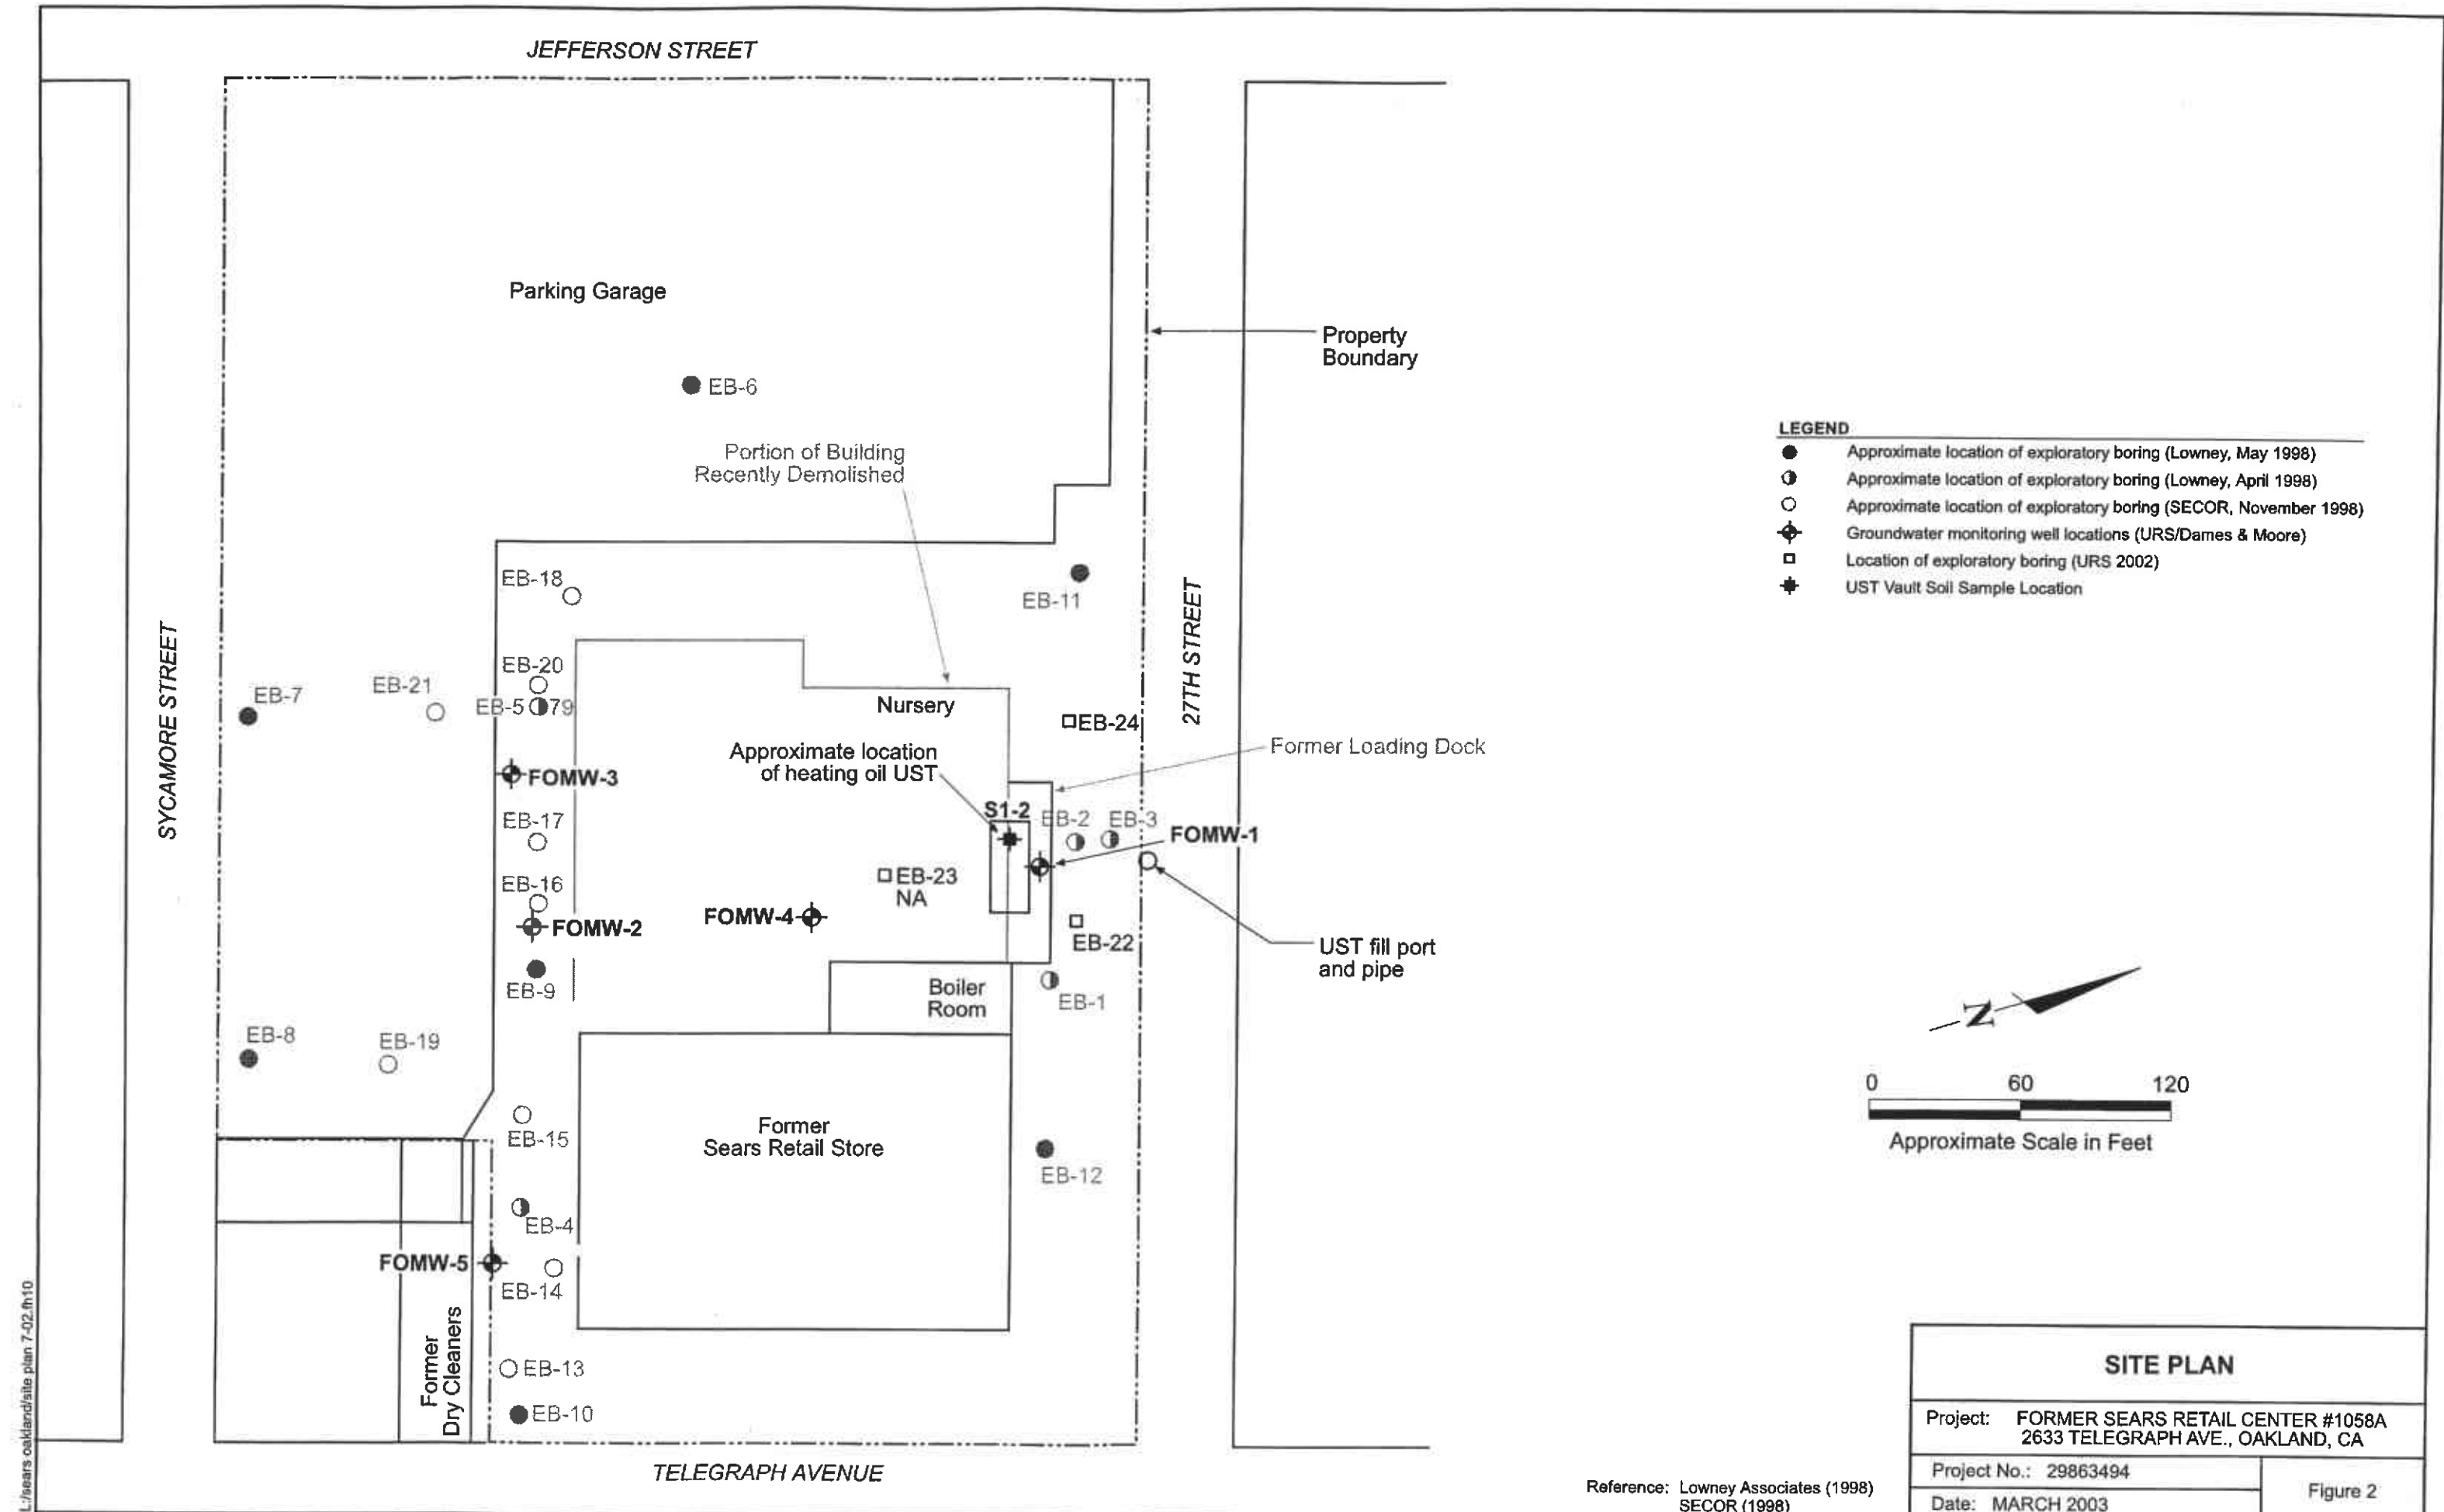 JEFFERSON STREET
Parking Garage
Property
Boundary
EB-6
Portion of Building
Recently Demolished
LEGEND
Approximate location of exploratory boring (Lowney, May 1998)
Approximate location of exploratory boring (Lowney, April 1998)
Approximate location of exploratory boring (SECOR, November 1998)
Groundwater monitoring well locations (URS/Dames & Moore)
Location of exploratory boring (URS 2002)
UST Vault Soil Sample Location
EB-18
EB-11
SYCAMORE STREET
27TH STREET
EB-20
EB-7
EB-21
EB-5 79
Nursery
EB-24
Approximate location
of heating oil UST
Former Loading Dock
FOMW-3
S1-2
EB-2
EB-3
FOMW-1
EB-17
EB-16
EB-23
NA
FOMW-2
FOMW-4
EB-22
UST fill port
and pipe
EB-9
Boiler
Room
EB-1
N
EB-8
EB-19
0 60 120
Approximate Scale in Feet
EB-15
Former
Sears Retail Store
EB-12
EB-4
FOMW-5
EB-14
Former
Dry Cleaners
EB-13
EB-10
TELEGRAPH AVENUE
L:/sears oakland/site plan 7-02.fh10
Reference: Lowney Associates (1998)
SECOR (1998)
SITE PLAN
Project: FORMER SEARS RETAIL CENTER #1058A
2633 TELEGRAPH AVE., OAKLAND, CA
Project No.: 29863494
Date: MARCH 2003
Figure 2